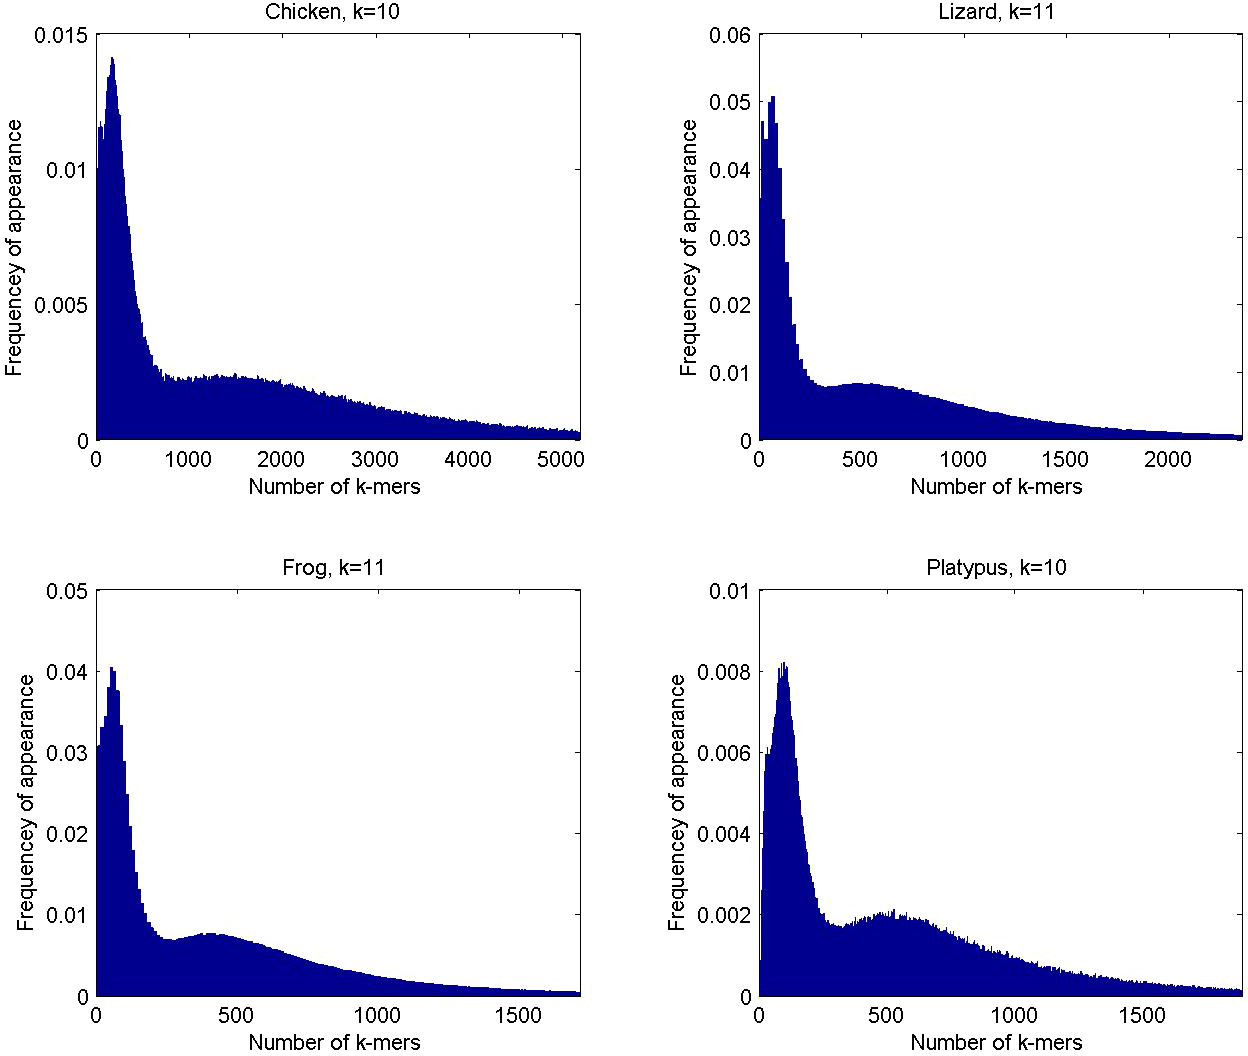 Chicken, k=10
0.015
0.01
0.005
0
0 1000 2000 3000 4000 5000
Number of k-mers
Frequencey of appearance
Lizard, k=11
0.06
0.05
0.04
0.03
0.02
0.01
0
0 500 1000 1500 2000
Number of k-mers
Frequencey of appearance
Frog, k=11
0.05
0.04
0.03
0.02
0.01
0
0 500 1000 1500
Number of k-mers
Frequencey of appearance
Platypus, k=10
0.01
0.008
0.006
0.004
0.002
0
0 500 1000 1500
Number of k-mers
Frequencey of appearance